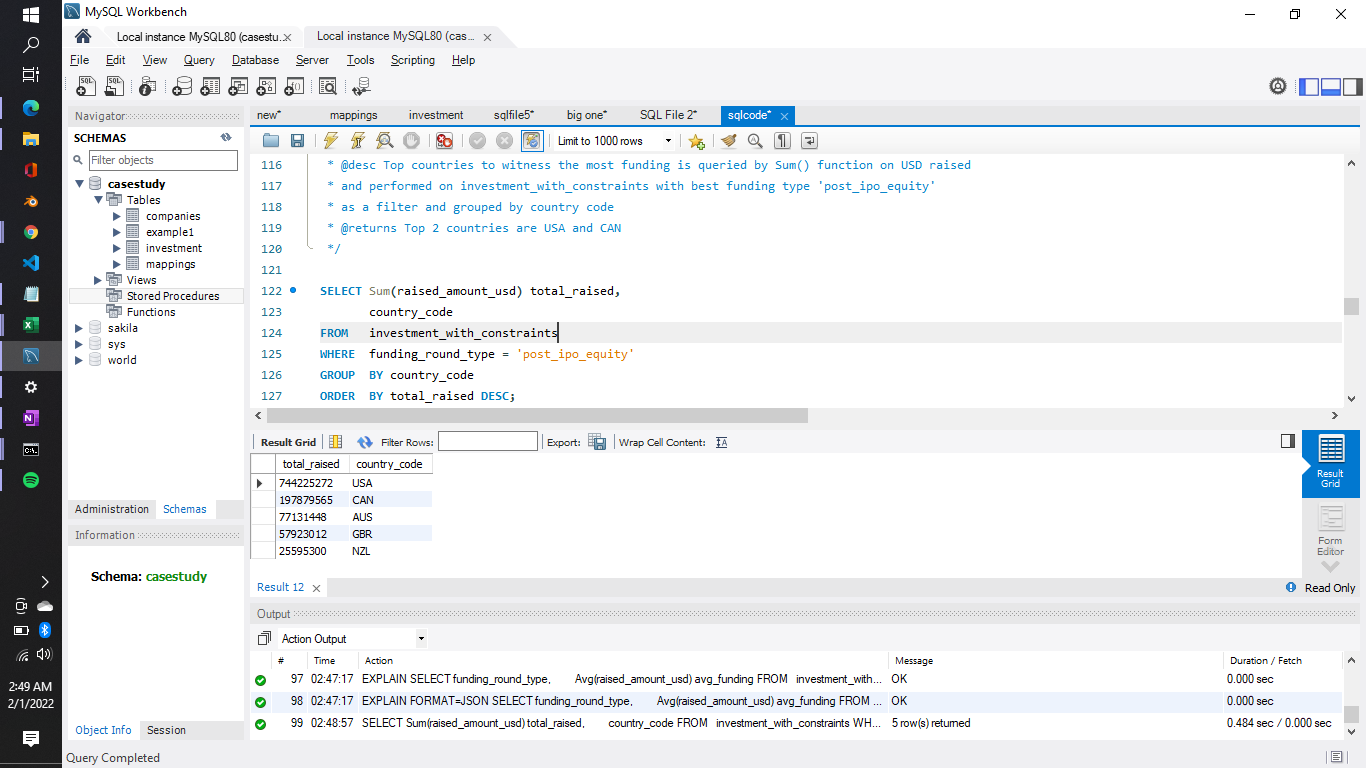 MySQL Workbench
Local instance MySQL80 (casestu... ×
Local instance MySQL80 (cas... ×
File Edit View Query Database Server Tools Scripting Help
Navigator
SCHEMAS
Filter objects
casestudy
Tables
companies
example1
investment
mappings
Views
Stored Procedures
Functions
sakila
sys
world
Administration Schemas
Information
Schema: casestudy
Object Info Session
new* mappings investment sqlfile5* big one* SQL File 2* sqlcode* ×
Limit to 1000 rows
116 * @desc Top countries to witness the most funding is queried by Sum() function on USD raised
117 * and performed on investment_with_constraints with best funding type 'post_ipo_equity'
118 * as a filter and grouped by country code
119 * @returns Top 2 countries are USA and CAN
120 */
121
122 SELECT Sum(raised_amount_usd) total_raised,
123 country_code
124 FROM investment_with_constraints
125 WHERE funding_round_type = 'post_ipo_equity'
126 GROUP BY country_code
127 ORDER BY total_raised DESC;
Result Grid Filter Rows: Export: Wrap Cell Content:
total_raised country_code
744225272 USA
197879565 CAN
77131448 AUS
57923012 GBR
25595300 NZL
Result Grid
Form Editor
Result 12 ×
Read Only
Output
Action Output
# Time Action Message Duration / Fetch
97 02:47:17 EXPLAIN SELECT funding_round_type, Avg(raised_amount_usd) avg_funding FROM investment_with... OK 0.000 sec
98 02:47:17 EXPLAIN FORMAT=JSON SELECT funding_round_type, Avg(raised_amount_usd) avg_funding FROM ... OK 0.000 sec
99 02:48:57 SELECT Sum(raised_amount_usd) total_raised, country_code FROM investment_with_constraints WH... 5 row(s) returned 0.484 sec / 0.000 sec
Query Completed
2:49 AM
2/1/2022